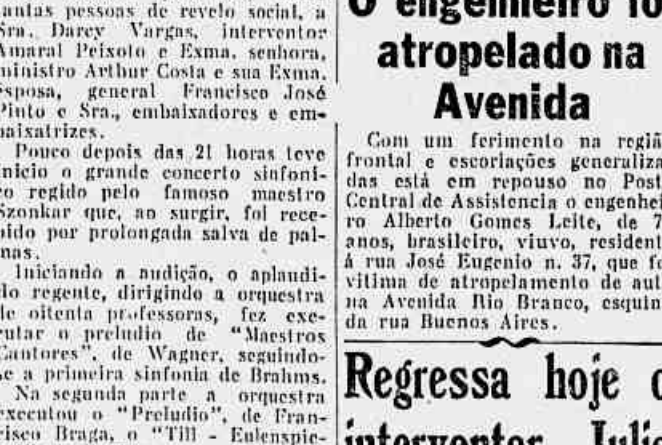 tantas pessoas de revelo social, a
Sra. Darcy Vargas, interventor
Amaral Peixoto e Exma. senhora,
ministro Arthur Costa e sua Exma.
esposa, general Francisco José
Pinto e Sra., embaixadores e em-
baixatrizes.
Pouco depois das 21 horas teve
inicio o grande concerto sinfoni-
co regido pelo famoso maestro
Szonkar que, ao surgir, foi rece-
bido por prolongada salva de pal-
mas.
Iniciando a audição, o aplaudi-
do regente, dirigindo a orquestra
de oitenta professoras, fez exe-
cutar o preludio de "Maestros
Cantores", de Wagner, seguindo-
se a primeira sinfonia de Brahms.
Na segunda parte a orquestra
executou o "Preludio", de Fran-
cisco Braga, o "Till - Eulenspie-
O engenheiro fo
atropelado na
Avenida
Com um ferimento na regiã
frontal e escoriações generaliza
das está em repouso no Post
Central de Assistencia o engenhei
ro Alberto Gomes Leite, de 7
anos, brasileiro, viuvo, resident
á rua José Eugenio n. 37, que fo
vitima de atropelamento de aut
na Avenida Rio Branco, esquin
da rua Buenos Aires.
Regressa hoje o
interventor Julio